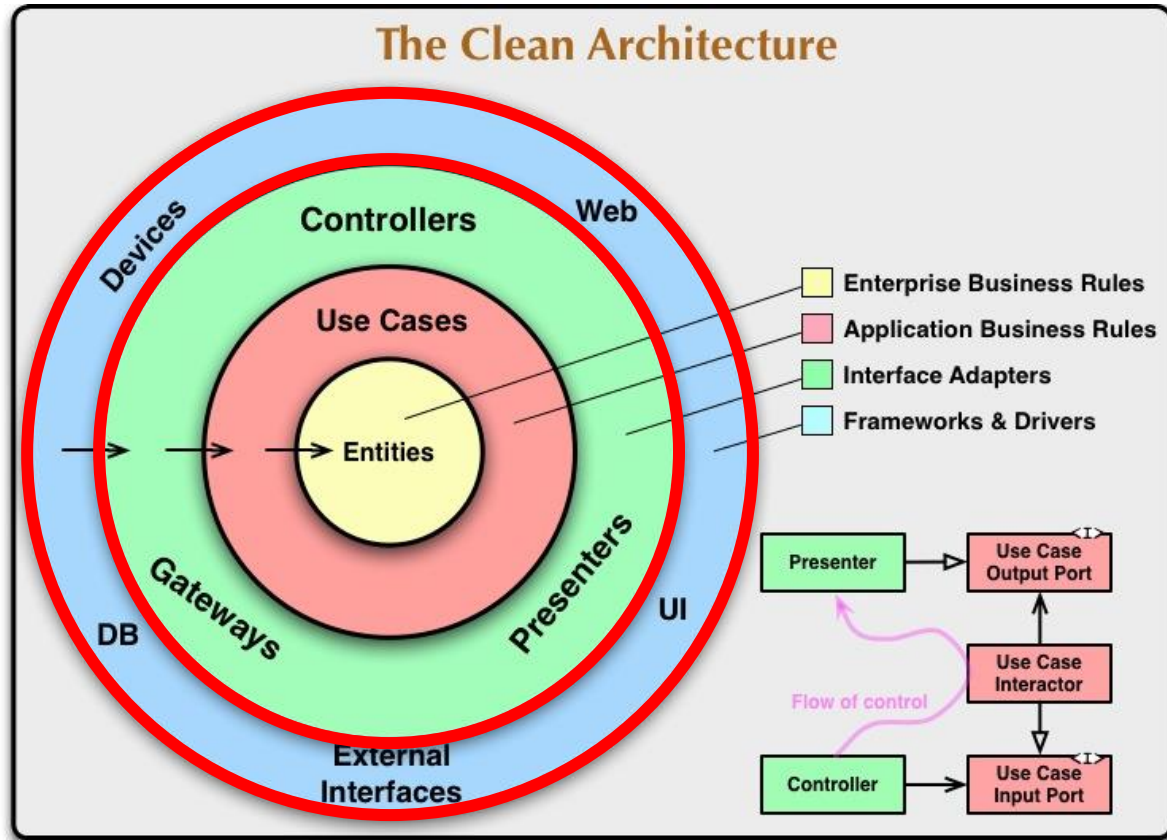 The Clean Architecture
Devices
Web
Controllers
Use Cases
Entities
Gateways
Presenters
DB
UI
External
Interfaces
Enterprise Business Rules
Application Business Rules
Interface Adapters
Frameworks & Drivers
Presenter
<I>
Use Case
Output Port
Use Case
Interactor
Flow of control
Controller
<I>
Use Case
Input Port